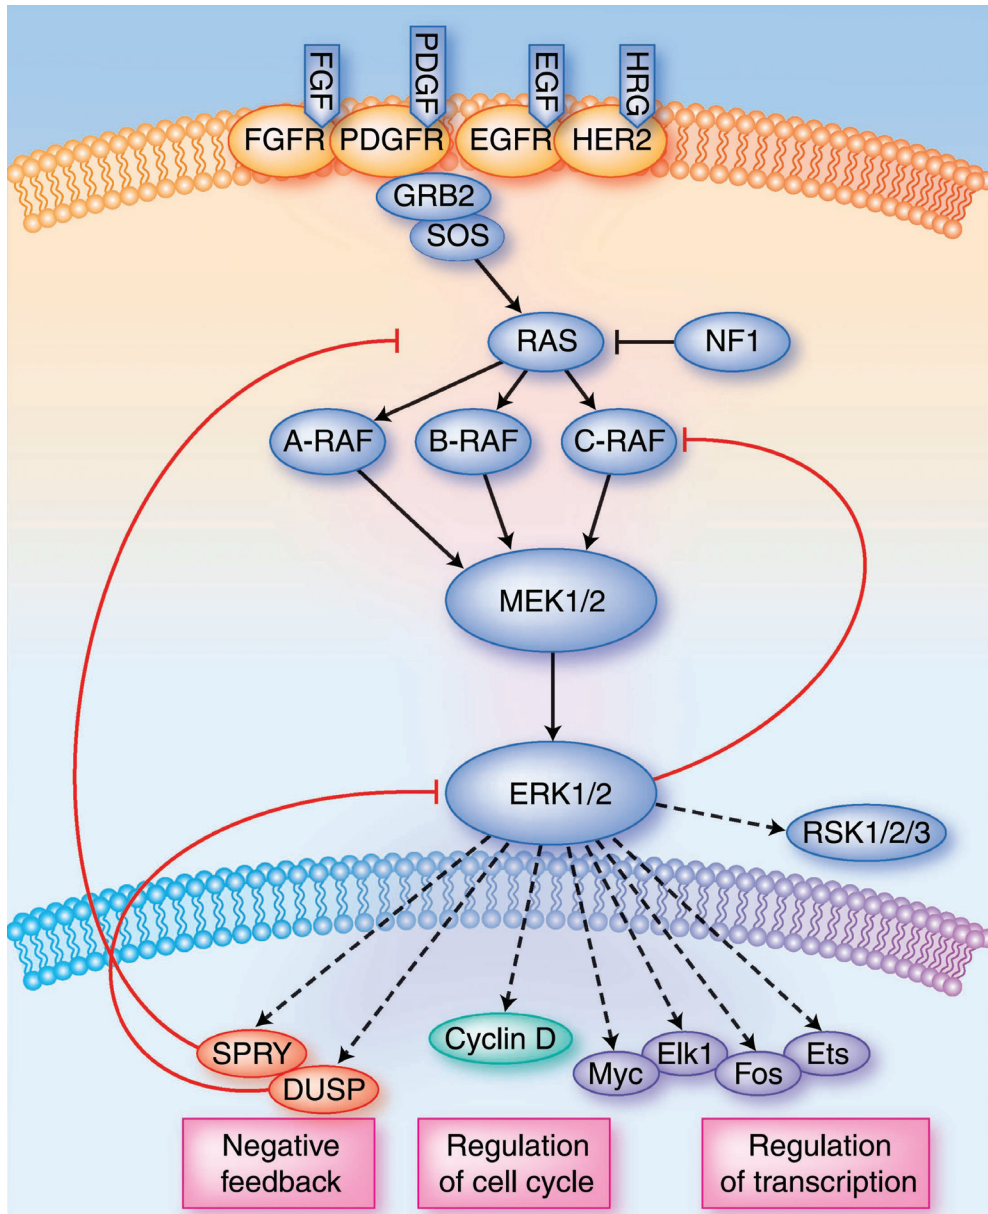 FGF
PDGF
EGF
HRG
FGFR
PDGFR
EGFR
HER2
GRB2
SOS
RAS
NF1
A-RAF
B-RAF
C-RAF
MEK1/2
ERK1/2
RSK1/2/3
SPRY
DUSP
Cyclin D
Myc
Elk1
Fos
Ets
Negative
feedback
Regulation
of cell cycle
Regulation
of transcription